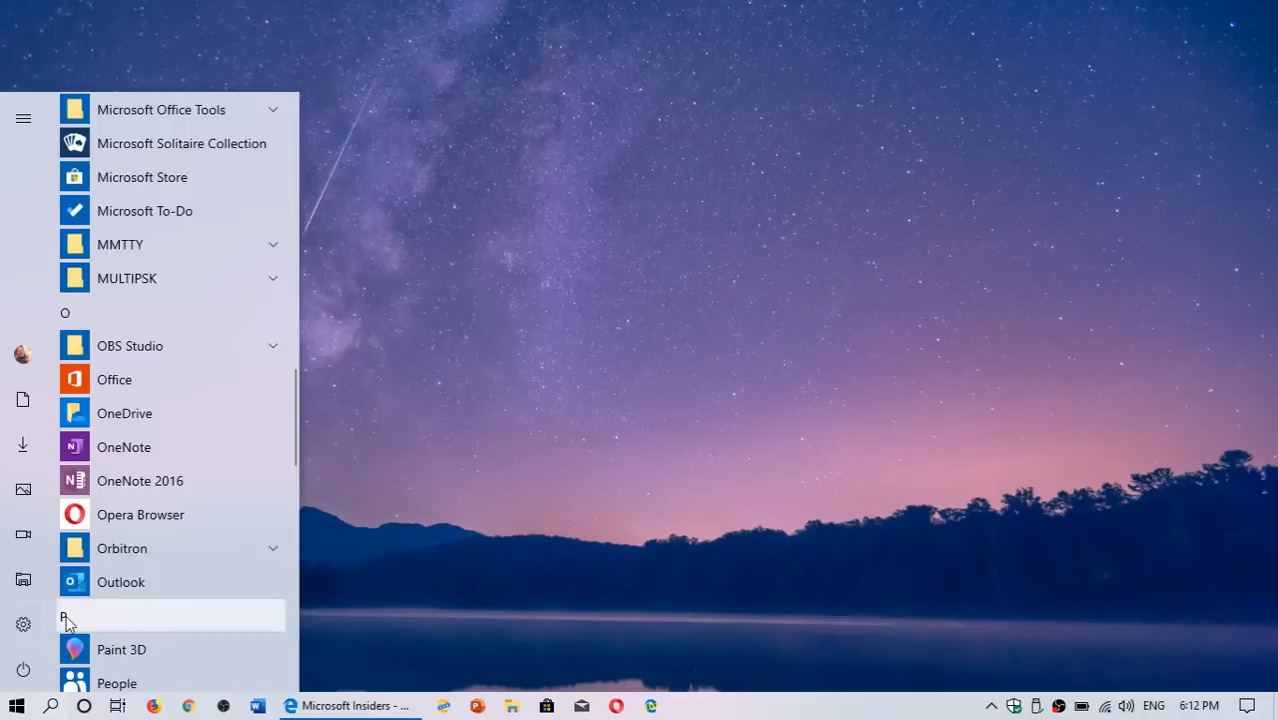 Microsoft Office Tools
Microsoft Solitaire Collection
Microsoft Store
Microsoft To-Do
MMTTY
MULTIPSK
O
OBS Studio
Office
OneDrive
OneNote
OneNote 2016
Opera Browser
Orbitron
Outlook
P
Paint 3D
People
Microsoft Insiders - ...
ENG
6:12 PM